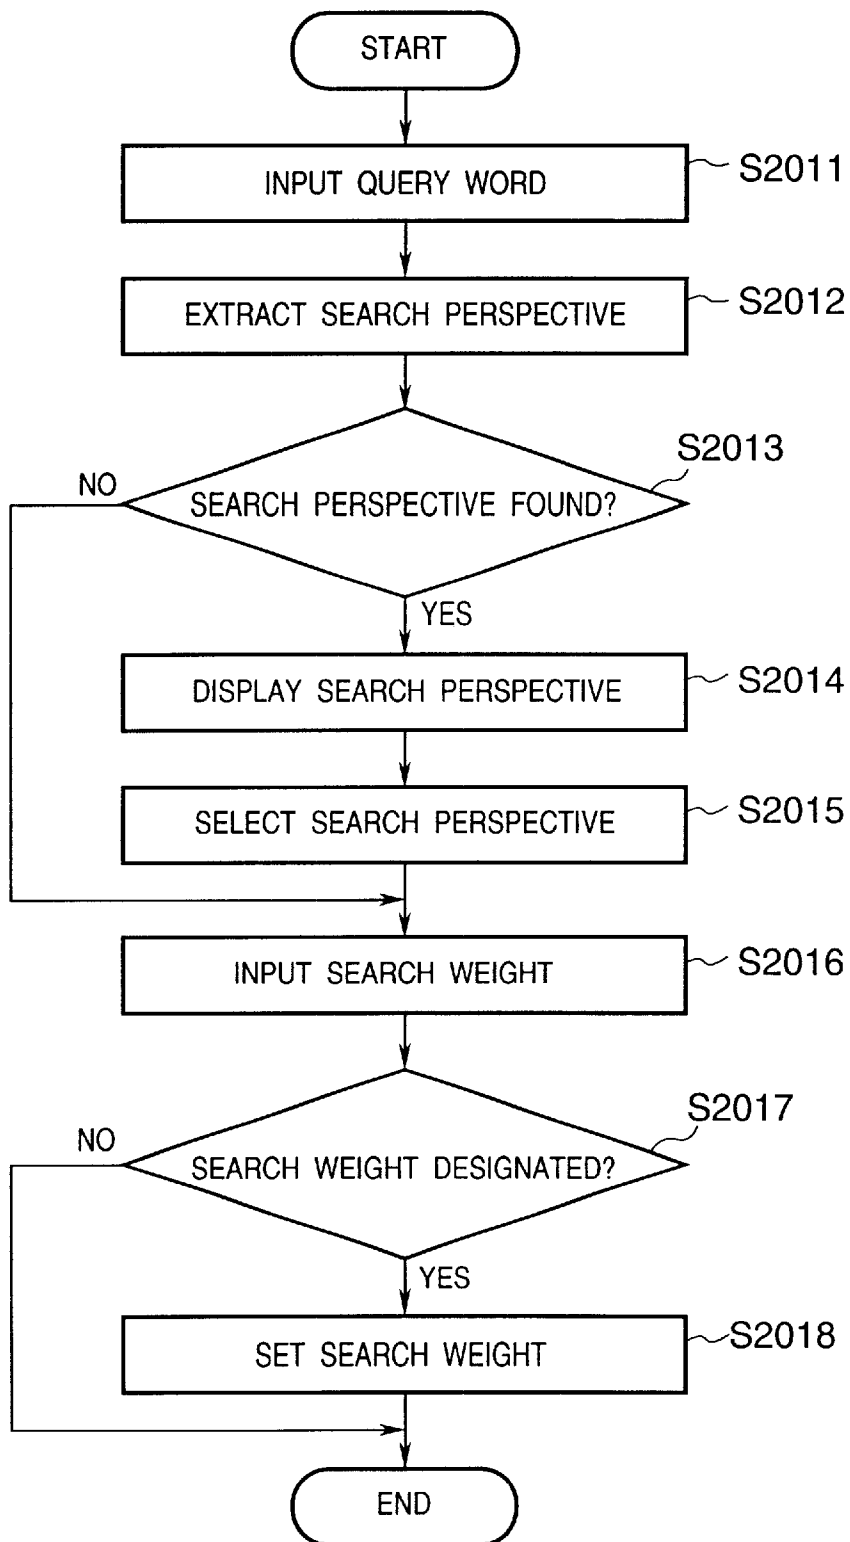 START
INPUT QUERY WORD
S2011
EXTRACT SEARCH PERSPECTIVE
S2012
S2013
NO
SEARCH PERSPECTIVE FOUND?
YES
DISPLAY SEARCH PERSPECTIVE
S2014
SELECT SEARCH PERSPECTIVE
S2015
INPUT SEARCH WEIGHT
S2016
S2017
NO
SEARCH WEIGHT DESIGNATED?
YES
SET SEARCH WEIGHT
S2018
END